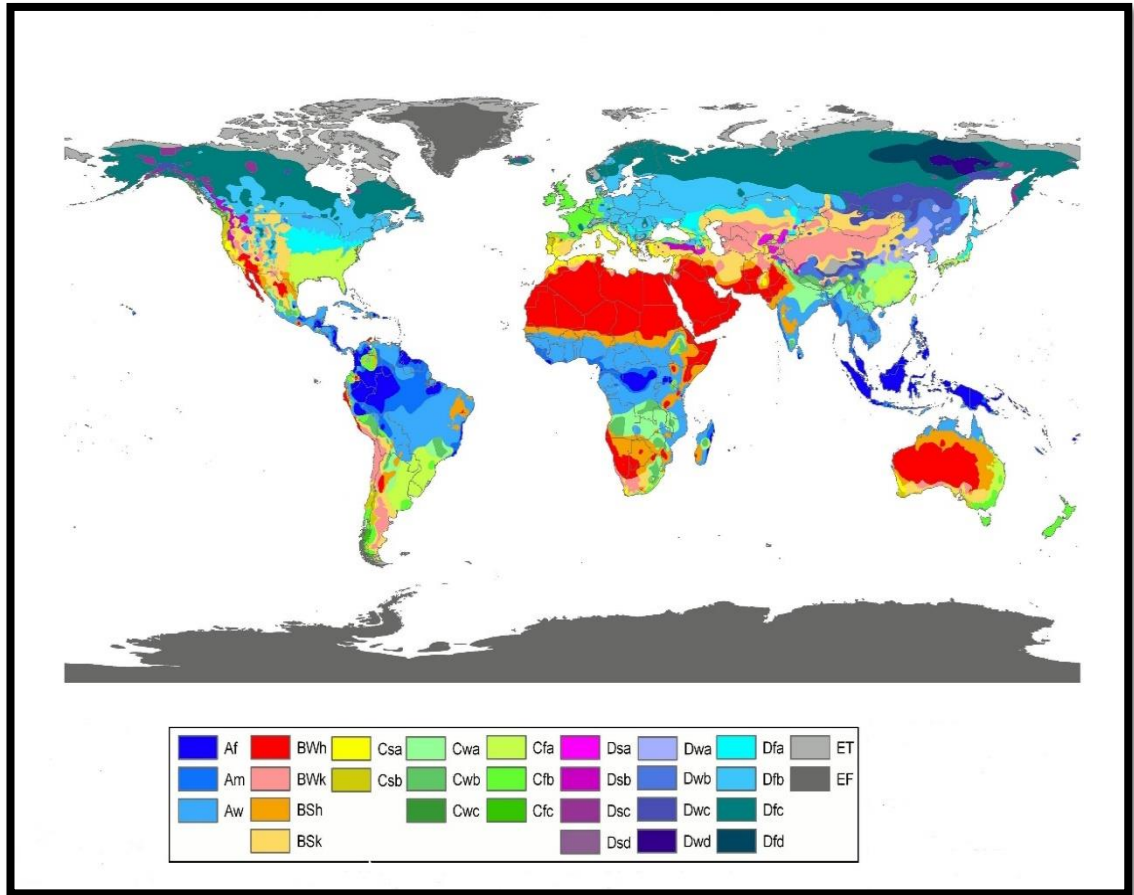 Af BWh Csa Cwa Cfa Dsa Dwa Dfa ET
Am BWk Csb Cwb Cfb Dsb Dwb Dfb EF
Aw BSh Cwc Cfc Dsc Dwc Dfc
BSk Dsd Dwd Dfd